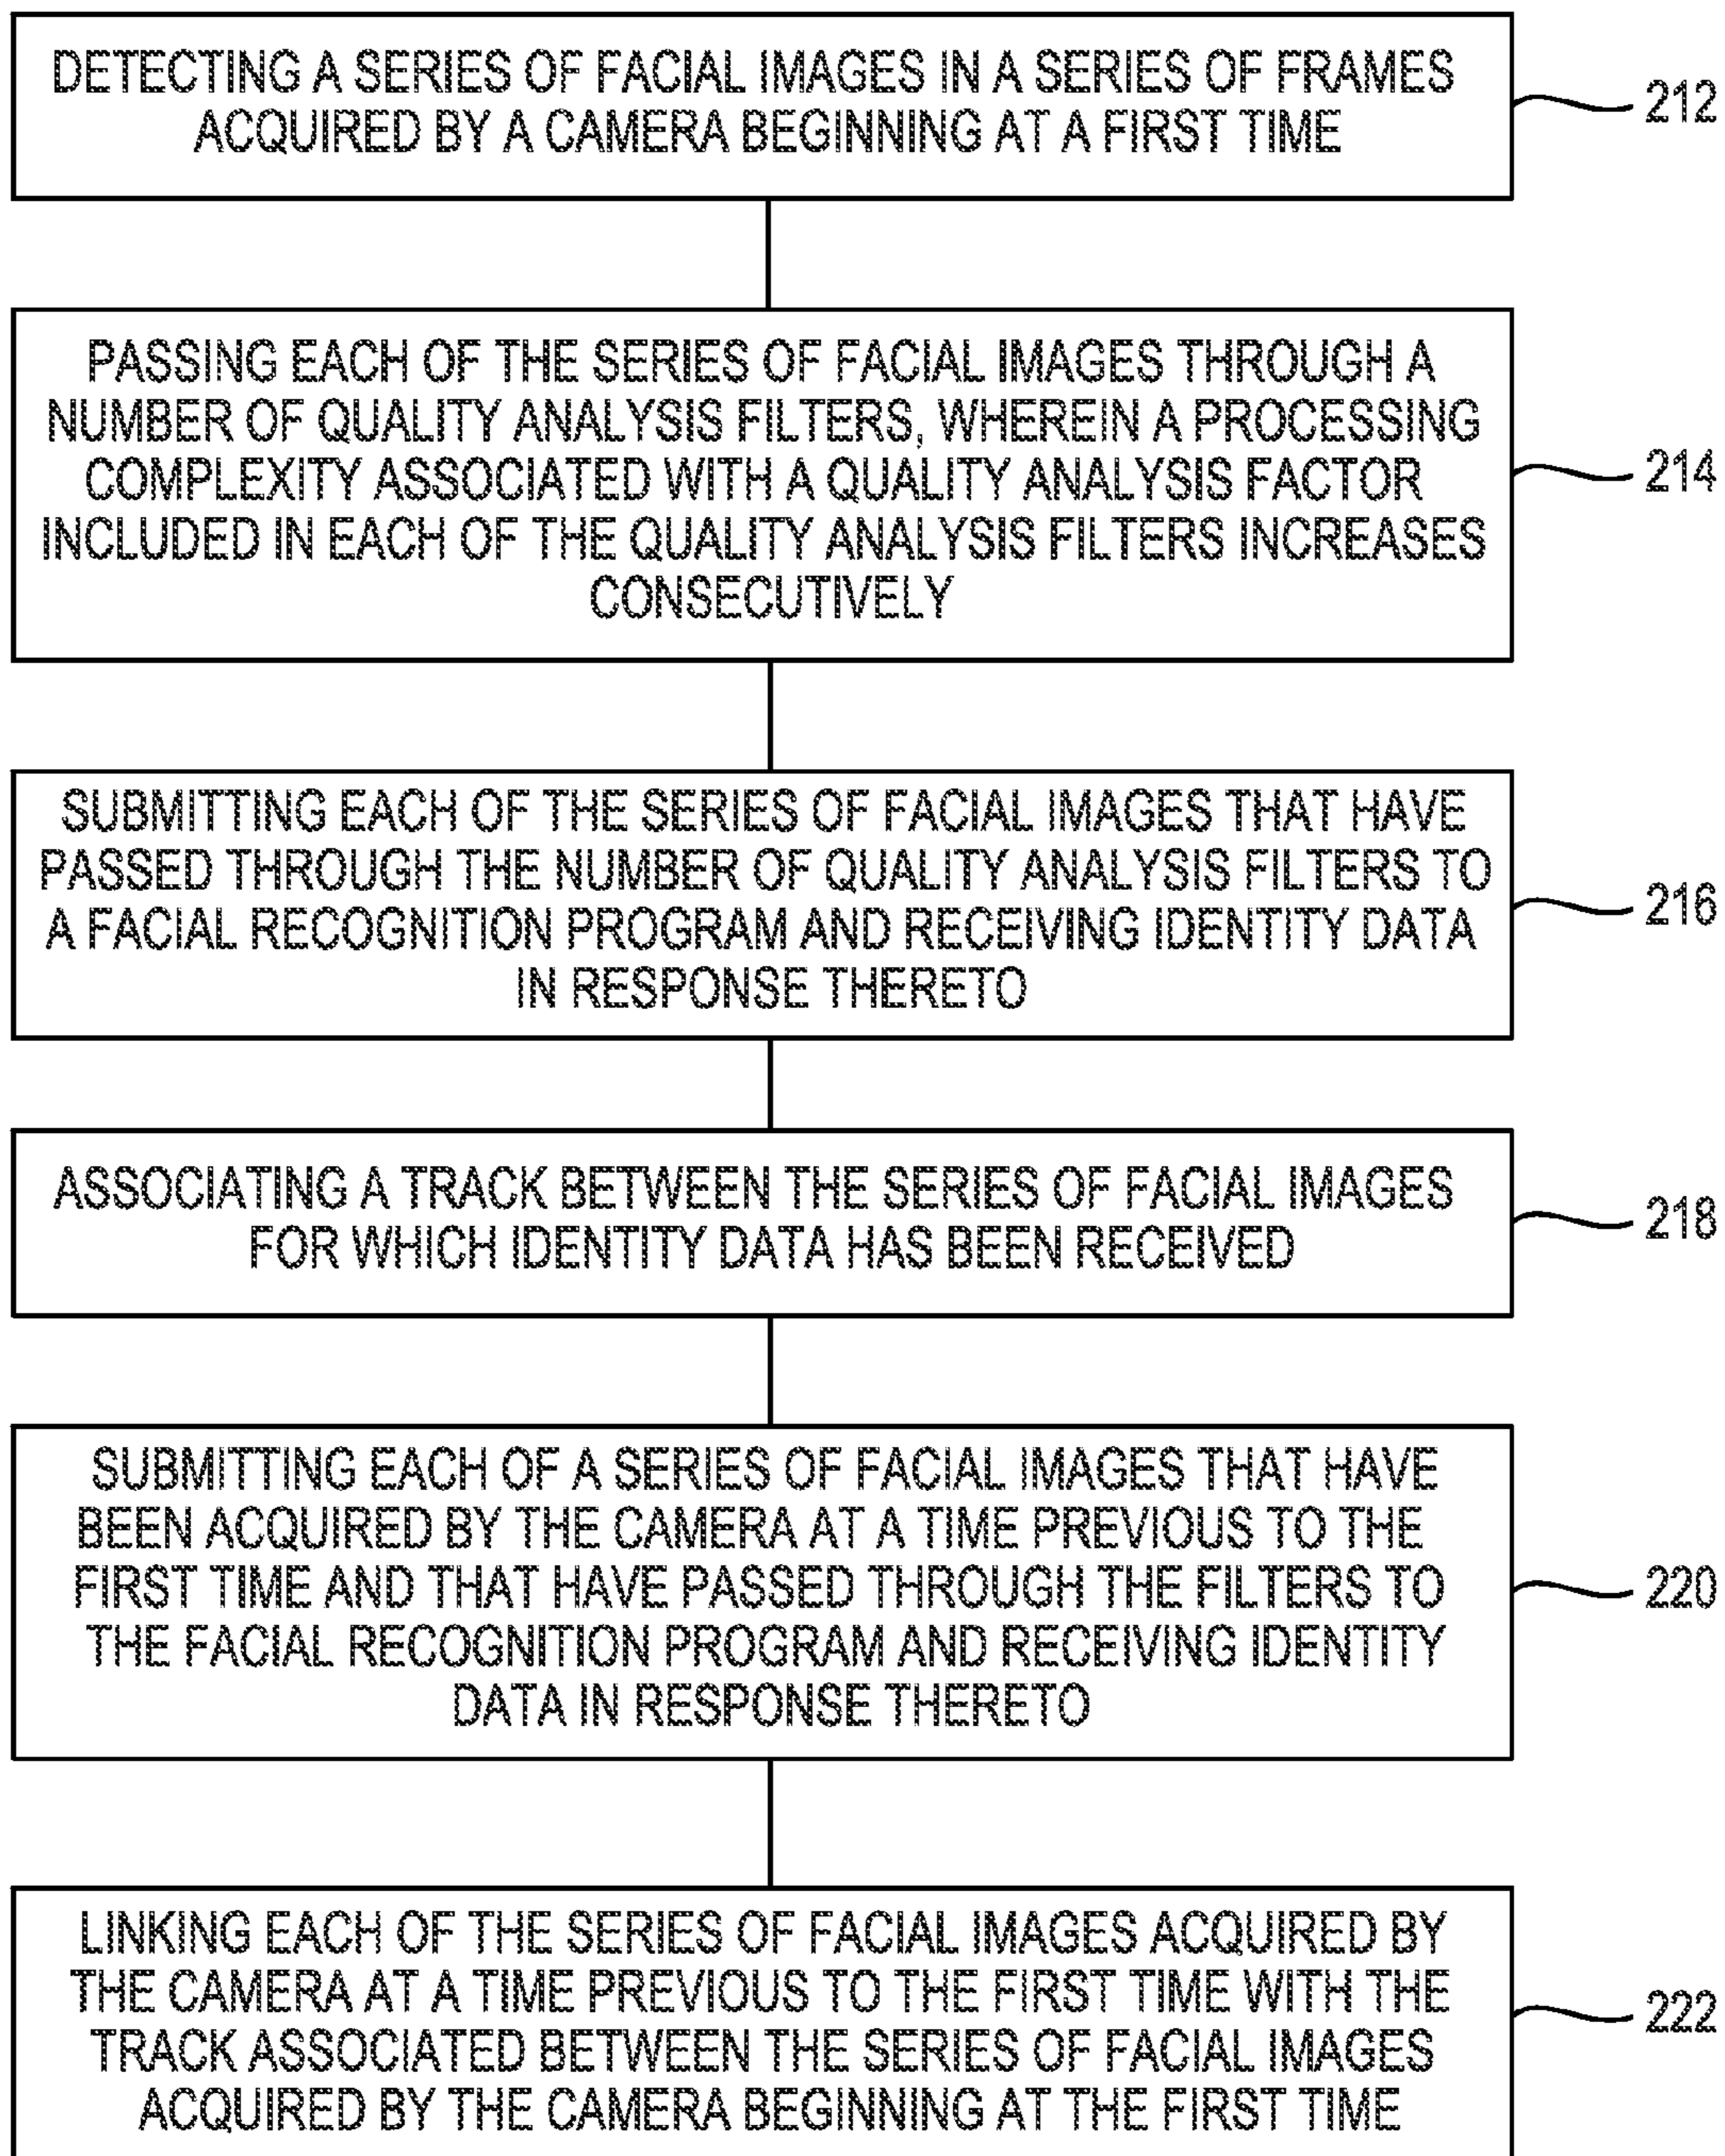 DETECTING A SERIES OF FACIAL IMAGES IN A SERIES OF FRAMES
ACQUIRED BY A CAMERA BEGINNING AT A FIRST TIME
212
PASSING EACH OF THE SERIES OF FACIAL IMAGES THROUGH A
NUMBER OF QUALITY ANALYSIS FILTERS, WHEREIN A PROCESSING
COMPLEXITY ASSOCIATED WITH A QUALITY ANALYSIS FACTOR
INCLUDED IN EACH OF THE QUALITY ANALYSIS FILTERS INCREASES
CONSECUTIVELY
214
SUBMITTING EACH OF THE SERIES OF FACIAL IMAGES THAT HAVE
PASSED THROUGH THE NUMBER OF QUALITY ANALYSIS FILTERS TO
A FACIAL RECOGNITION PROGRAM AND RECEIVING IDENTITY DATA
IN RESPONSE THERETO
216
ASSOCIATING A TRACK BETWEEN THE SERIES OF FACIAL IMAGES
FOR WHICH IDENTITY DATA HAS BEEN RECEIVED
218
SUBMITTING EACH OF A SERIES OF FACIAL IMAGES THAT HAVE
BEEN ACQUIRED BY THE CAMERA AT A TIME PREVIOUS TO THE
FIRST TIME AND THAT HAVE PASSED THROUGH THE FILTERS TO
THE FACIAL RECOGNITION PROGRAM AND RECEIVING IDENTITY
DATA IN RESPONSE THERETO
220
LINKING EACH OF THE SERIES OF FACIAL IMAGES ACQUIRED BY
THE CAMERA AT A TIME PREVIOUS TO THE FIRST TIME WITH THE
TRACK ASSOCIATED BETWEEN THE SERIES OF FACIAL IMAGES
ACQUIRED BY THE CAMERA BEGINNING AT THE FIRST TIME
222